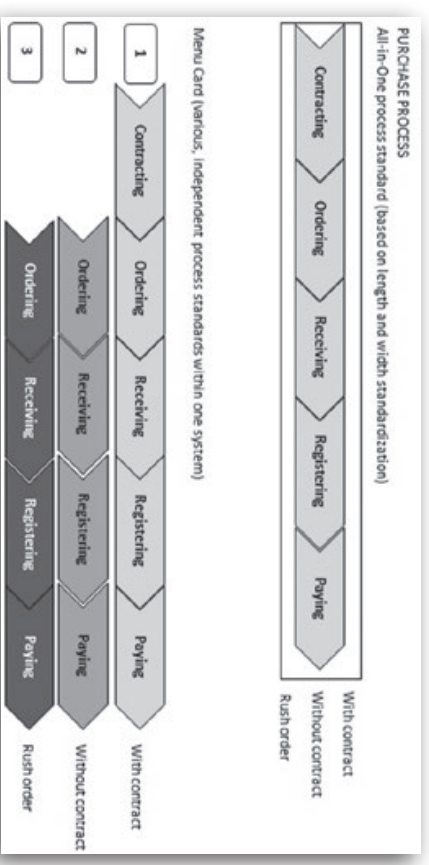 PURCHASE PROCESS
All-in-One process standard (based on length and width standardization)
Contracting Ordering Receiving Registering Paying
With contract
Without contract
Rush order
Menu Card (various, independent process standards within one system)
1 Contracting Ordering Receiving Registering Paying With contract
2 Ordering Receiving Registering Paying Without contract
3 Ordering Receiving Registering Paying Rush order